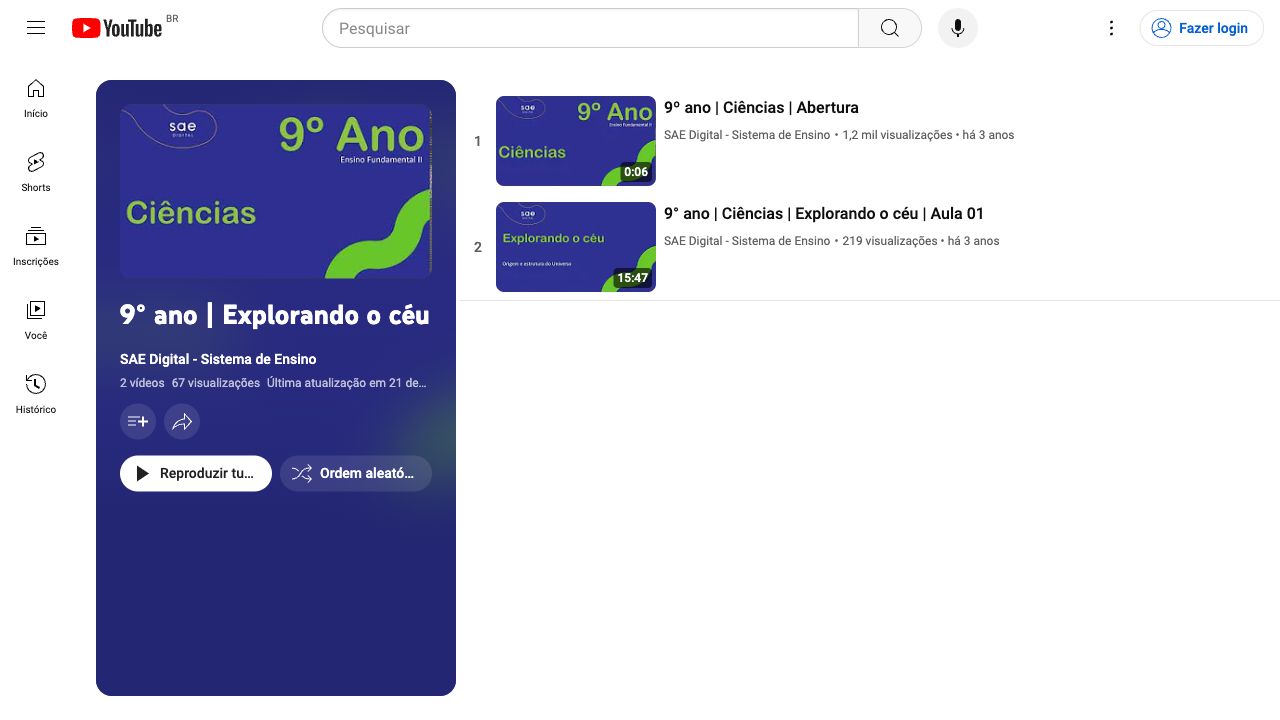 YouTube BR
Pesquisar
Fazer login
Início
Shorts
Inscrições
Você
Histórico
sae
DIGITAL
9º Ano
Ensino Fundamental II
Ciências
9° ano | Explorando o céu
SAE Digital - Sistema de Ensino
2 vídeos 67 visualizações Última atualização em 21 de...
Reproduzir tu...
Ordem aleató...
1
sae
9º Ano
Ensino Fundamental II
Ciências
0:06
9º ano | Ciências | Abertura
SAE Digital - Sistema de Ensino • 1,2 mil visualizações • há 3 anos
2
sae
Explorando o céu
Origem e estrutura do Universo
15:47
9° ano | Ciências | Explorando o céu | Aula 01
SAE Digital - Sistema de Ensino • 219 visualizações • há 3 anos